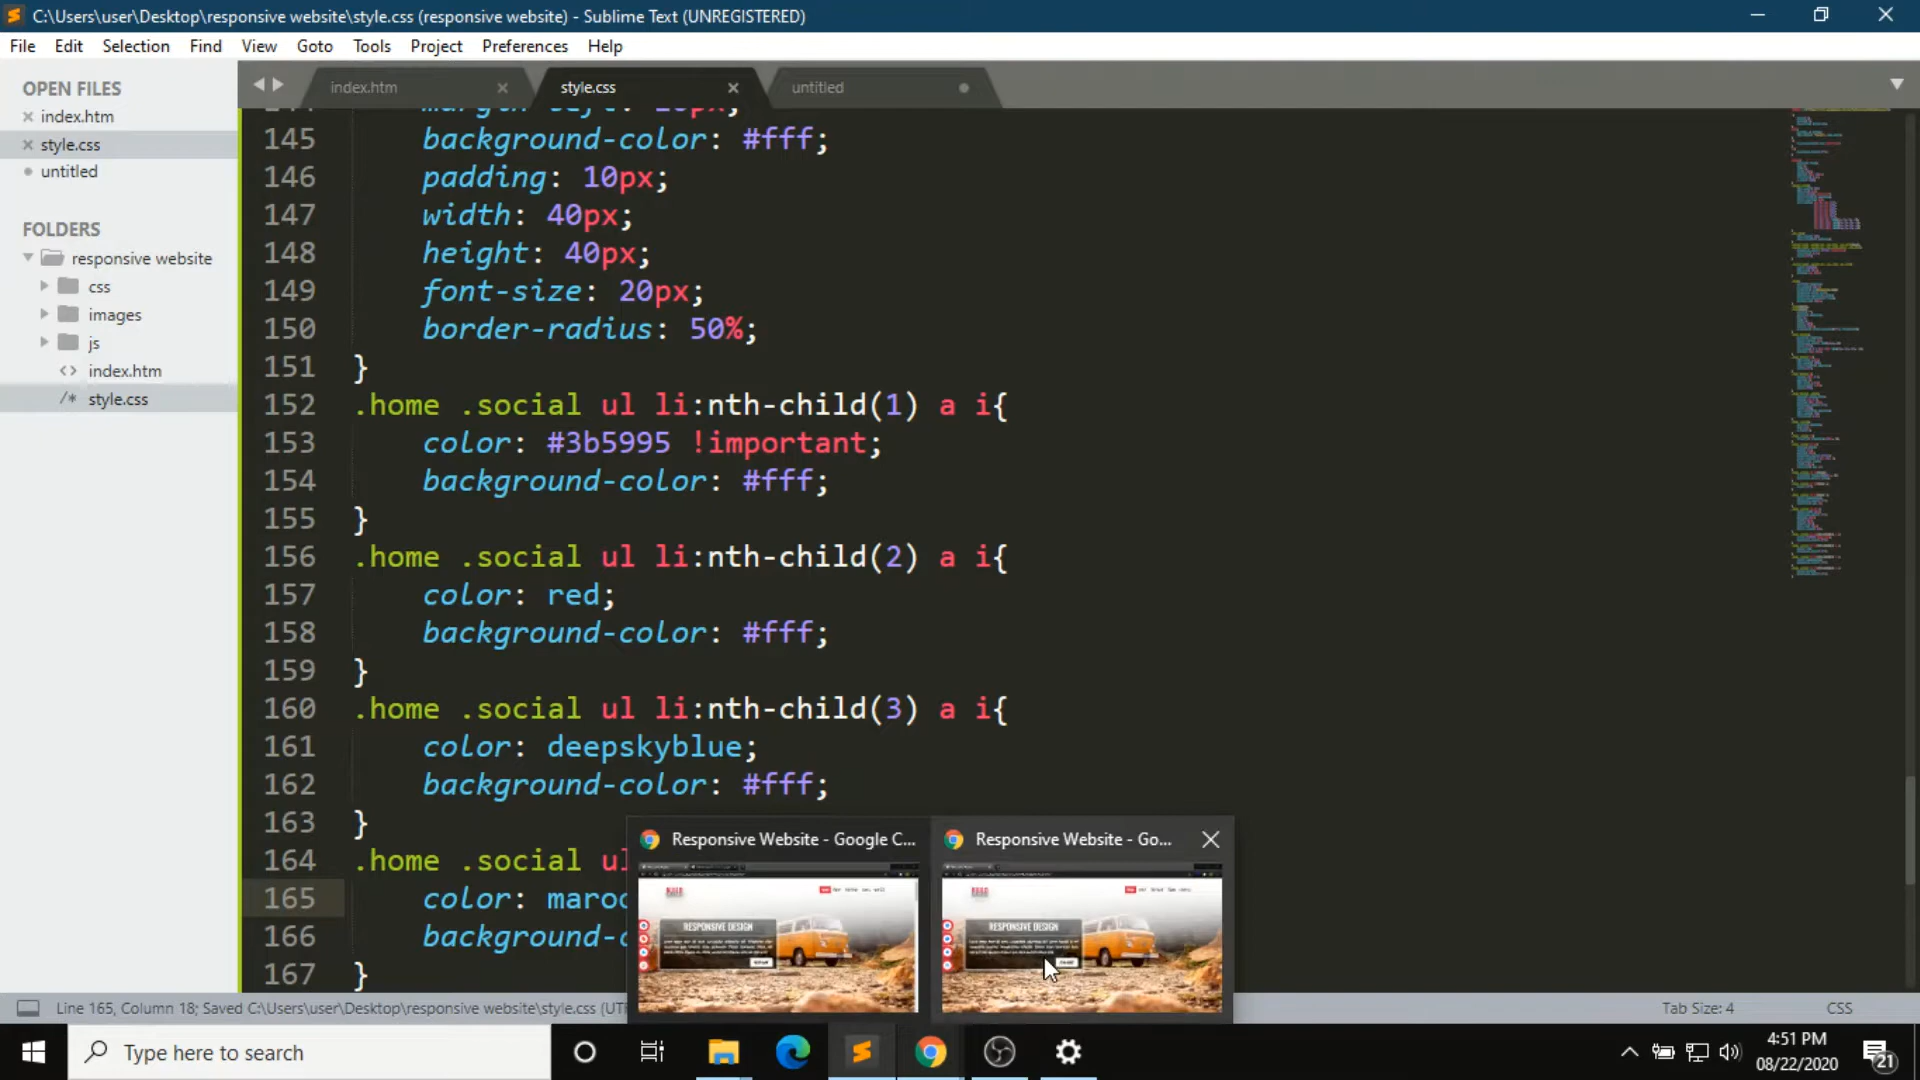 C:\Users\user\Desktop\responsive website\style.css (responsive website) - Sublime Text (UNREGISTERED)
File Edit Selection Find View Goto Tools Project Preferences Help
OPEN FILES
index.htm
style.css
untitled
FOLDERS
responsive website
css
images
js
index.htm
style.css
index.htm
style.css
untitled
145 background-color: #fff;
146 padding: 10px;
147 width: 40px;
148 height: 40px;
149 font-size: 20px;
150 border-radius: 50%;
151 }
152 .home .social ul li:nth-child(1) a i{
153 color: #3b5995 !important;
154 background-color: #fff;
155 }
156 .home .social ul li:nth-child(2) a i{
157 color: red;
158 background-color: #fff;
159 }
160 .home .social ul li:nth-child(3) a i{
161 color: deepskyblue;
162 background-color: #fff;
163 }
164 .home .social ul
165 color:
166
167 }
Responsive Website - Google C...
RESPONSIVE DESIGN
Responsive Website - Go...
RESPONSIVE DESIGN
Line 165, Column 18; Saved C:\Users\user\Desktop\responsive website\style.css
Tab Size: 4
CSS
Type here to search
4:51 PM
08/22/2020
21